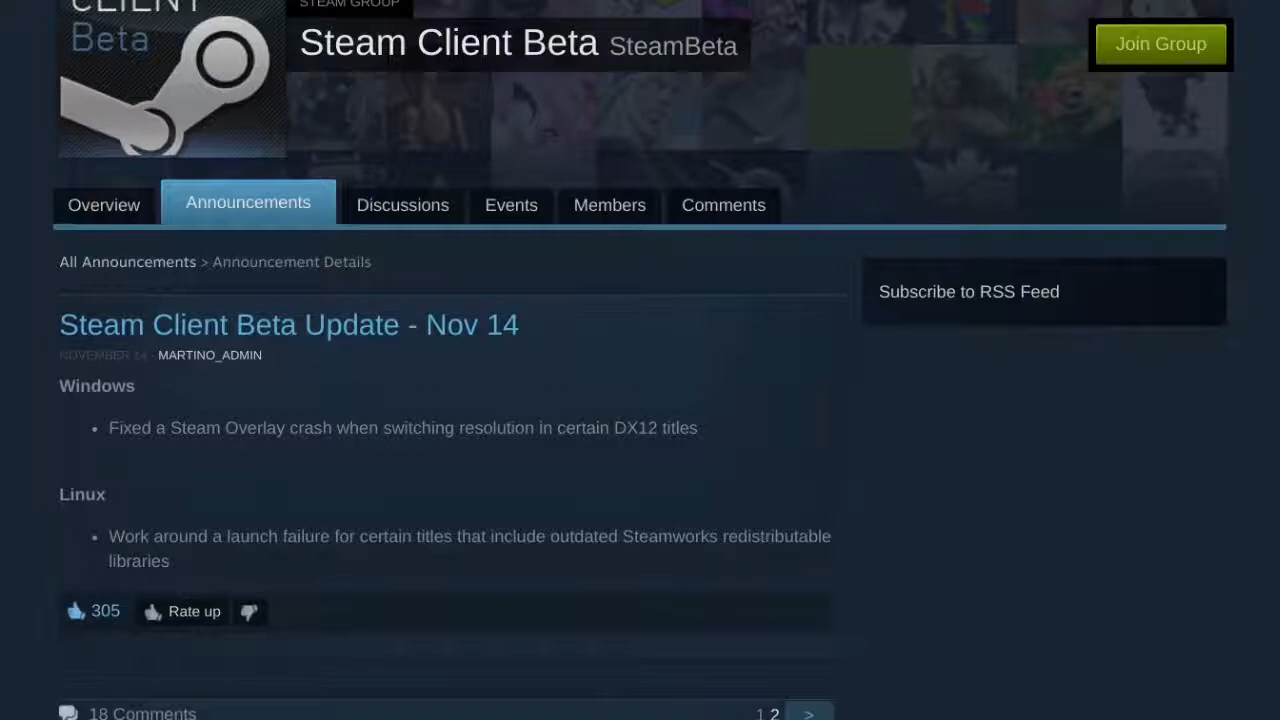 CLIENT
Beta
STEAM GROUP
Steam Client Beta SteamBeta
Join Group
Overview
Announcements
Discussions
Events
Members
Comments
All Announcements > Announcement Details
Subscribe to RSS Feed
Steam Client Beta Update - Nov 14
NOVEMBER 14 - MARTINO_ADMIN
Windows
• Fixed a Steam Overlay crash when switching resolution in certain DX12 titles
Linux
• Work around a launch failure for certain titles that include outdated Steamworks redistributable
libraries
305
Rate up
18 Comments
1 2 >